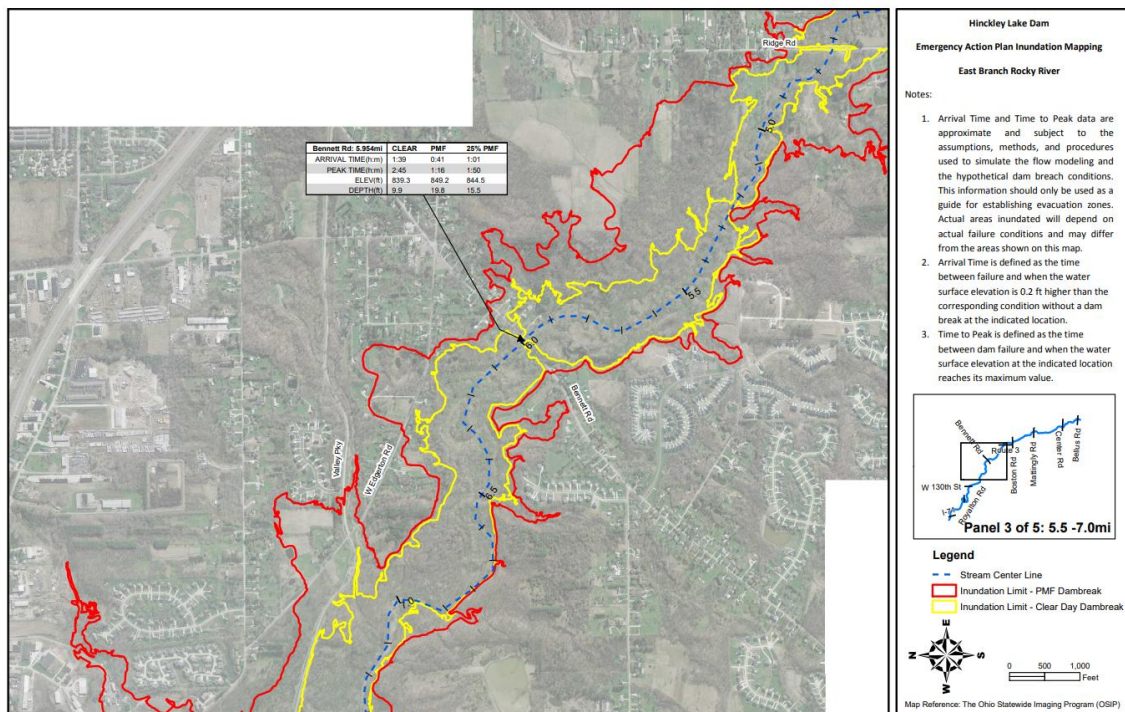 Ridge Rd
5.0
Bennett Rd: 5.954mi CLEAR PMF 25% PMF
ARRIVAL TIME(h:m) 1:39 0:41 1:01
PEAK TIME(h:m) 2:45 1:16 1:50
ELEV(ft) 839.3 849.2 844.5
DEPTH(ft) 9.9 19.8 15.5
5.5
6.0
Bennett Rd
Valley Pky
W Edgerton Rd
6.5
7.0
Hinckley Lake Dam
Emergency Action Plan Inundation Mapping
East Branch Rocky River
Notes:
1. Arrival Time and Time to Peak data are
approximate and subject to the
assumptions, methods, and procedures
used to simulate the flow modeling and
the hypothetical dam breach conditions.
This information should only be used as a
guide for establishing evacuation zones.
Actual areas inundated will depend on
actual failure conditions and may differ
from the areas shown on this map.
2. Arrival Time is defined as the time
between failure and when the water
surface elevation is 0.2 ft higher than the
corresponding condition without a dam
break at the indicated location.
3. Time to Peak is defined as the time
between dam failure and when the water
surface elevation at the indicated location
reaches its maximum value.
Bennett Rd
Route 3
Boston Rd
Mattingly Rd
Center Rd
Bellus Rd
W 130th St
Royalton Rd
I-71
Panel 3 of 5: 5.5 -7.0mi
Legend
Stream Center Line
Inundation Limit - PMF Dambreak
Inundation Limit - Clear Day Dambreak
E
N S
W
0 500 1,000
Feet
Map Reference: The Ohio Statewide Imaging Program (OSIP)